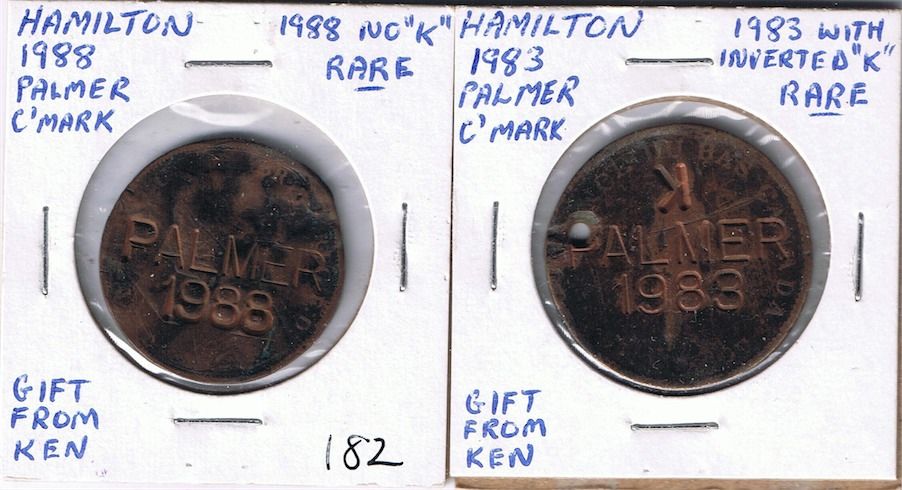 HAMILTON
1988
PALMER
C'MARK
1988 NO "K"
RARE
PALMER
1988
GIFT
FROM
KEN
182
HAMILTON
1983
PALMER
C'MARK
1983 WITH
INVERTED "K"
RARE
K
PALMER
1983
GIFT
FROM
KEN